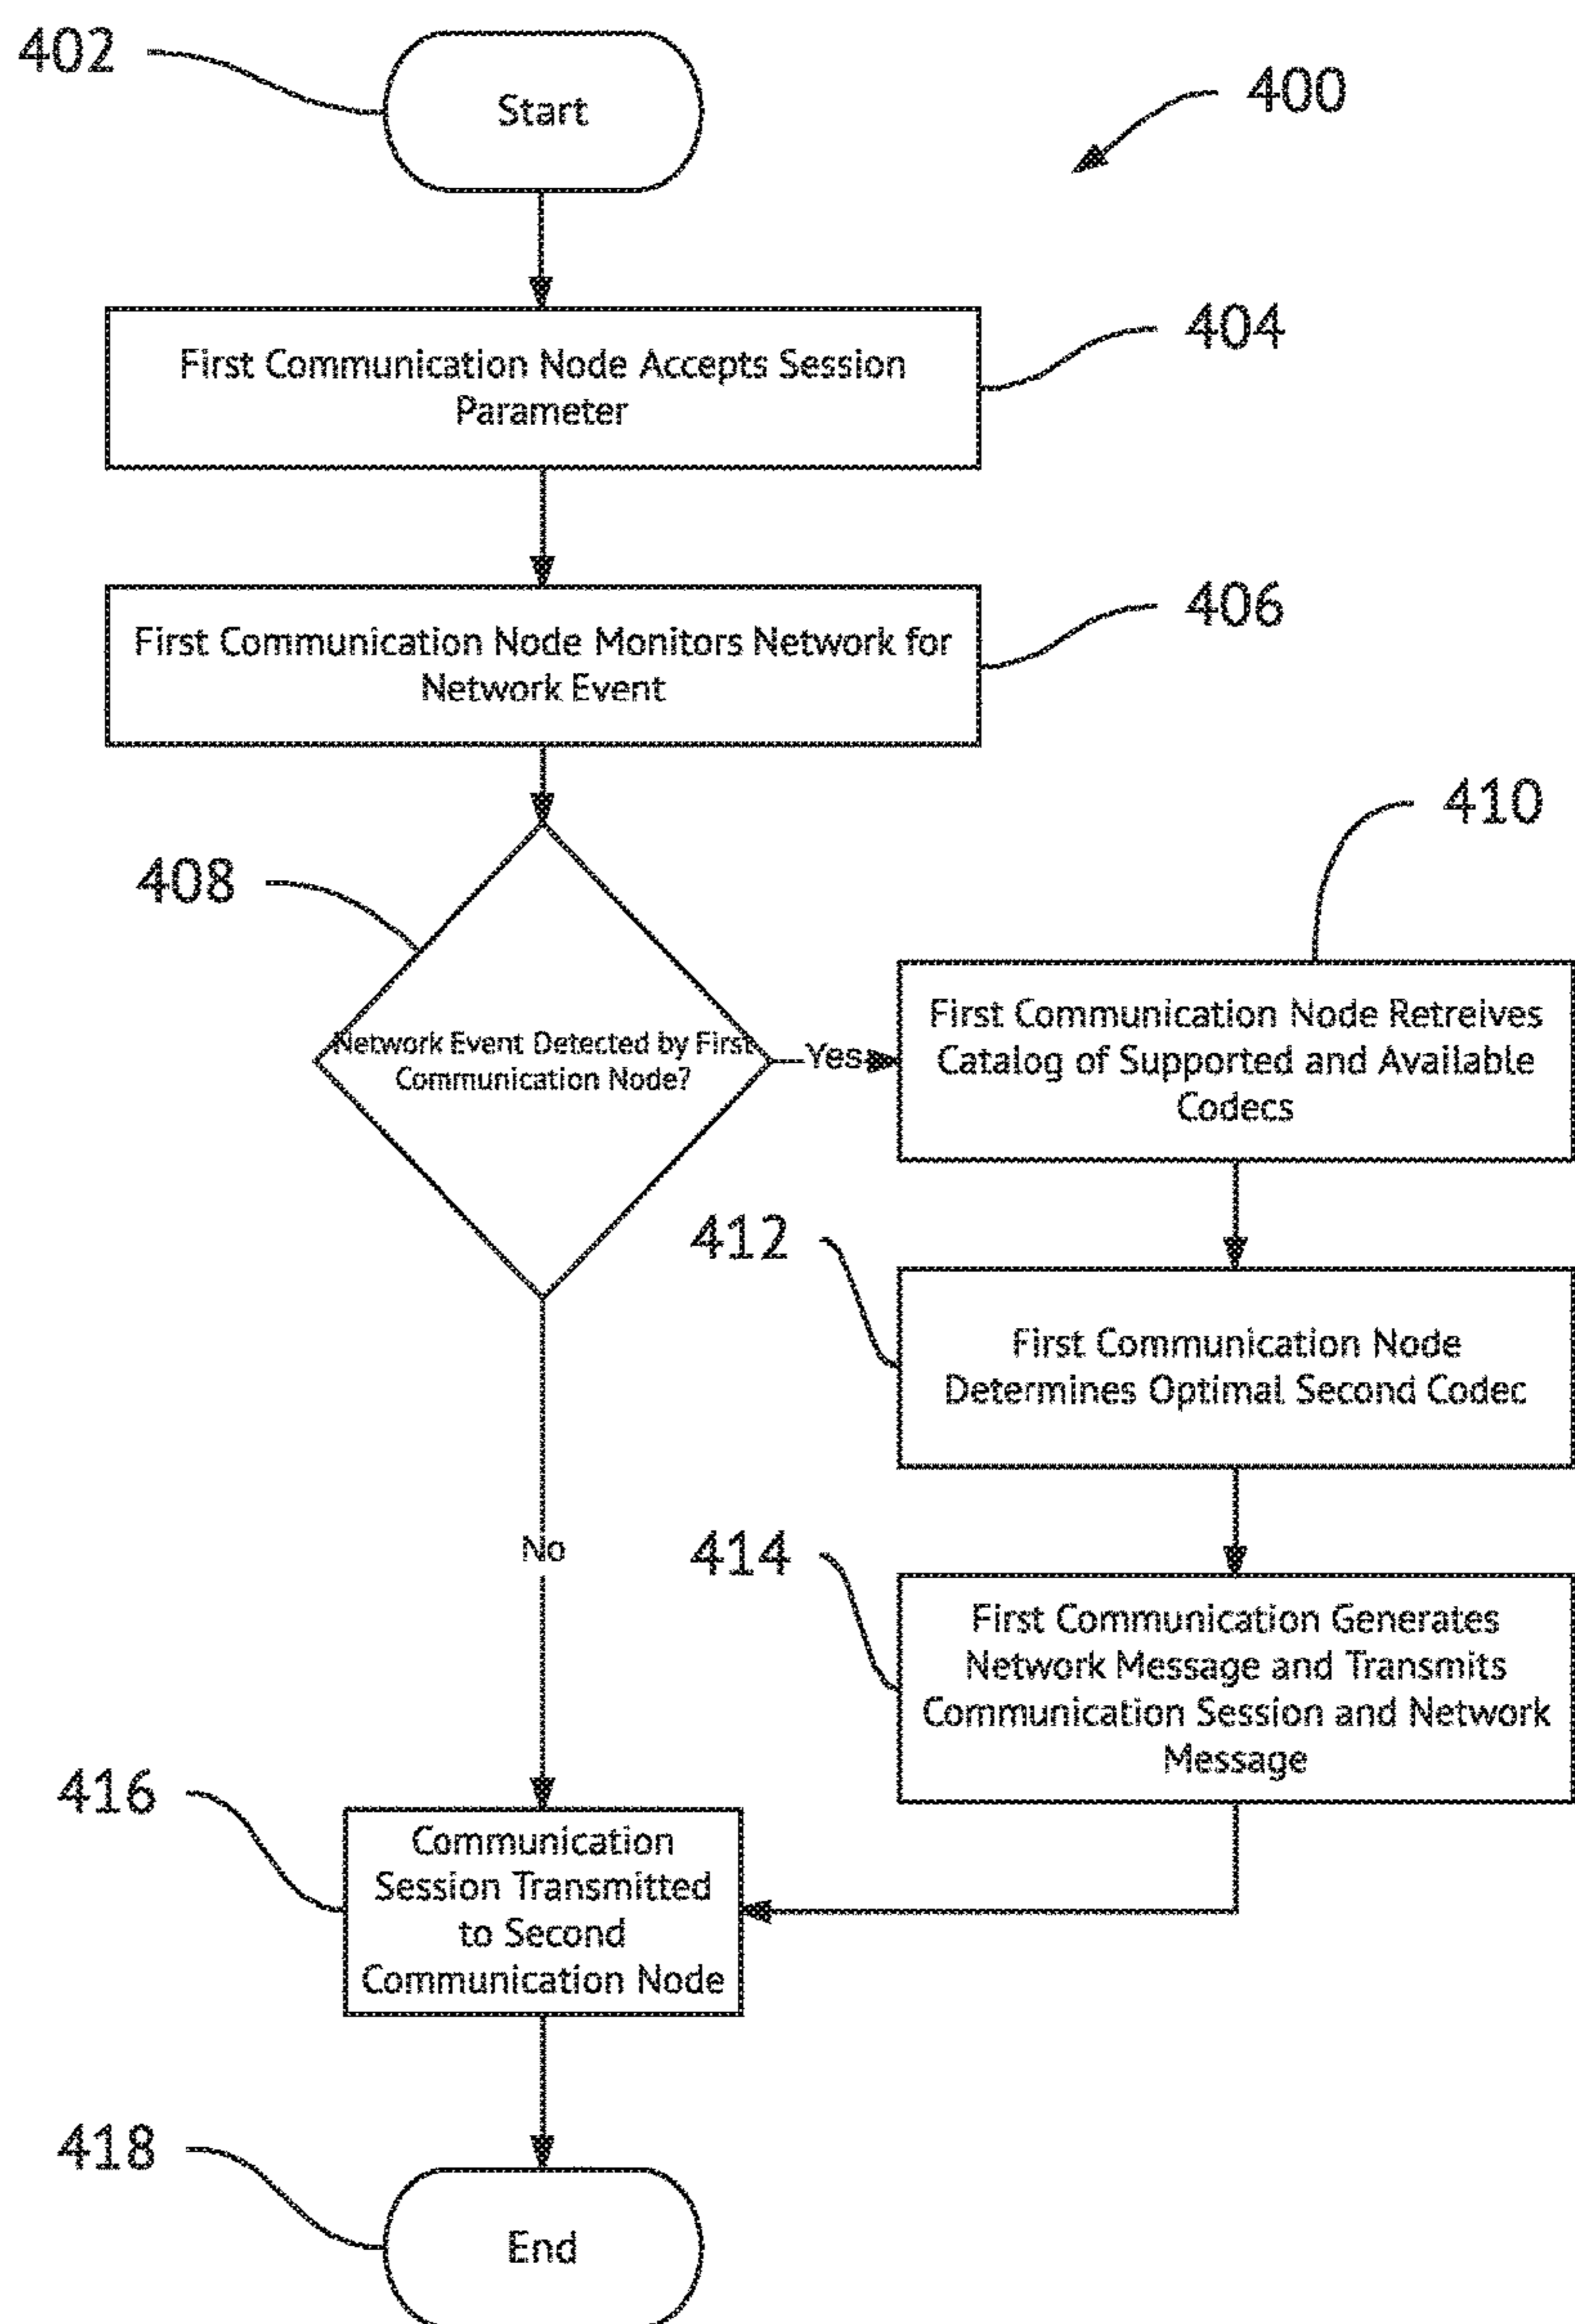 402
Start
400
First Communication Node Accepts Session
Parameter
404
First Communication Node Monitors Network for
Network Event
406
408
Network Event Detected by First
Communication Node?
Yes
410
First Communication Node Retreives
Catalog of Supported and Available
Codecs
412
First Communication Node
Determines Optimal Second Codec
No
414
First Communication Generates
Network Message and Transmits
Communication Session and Network
Message
416
Communication
Session Transmitted
to Second
Communication Node
418
End